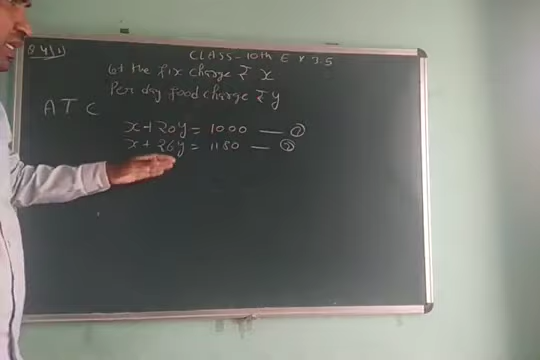 Q 4(1) CLASS-10th E x 3.5
Let the fix charge ₹ x
Per day food charge ₹ y
A T C
x + 20y = 1000 — ①
x + 26y = 1180 — ②